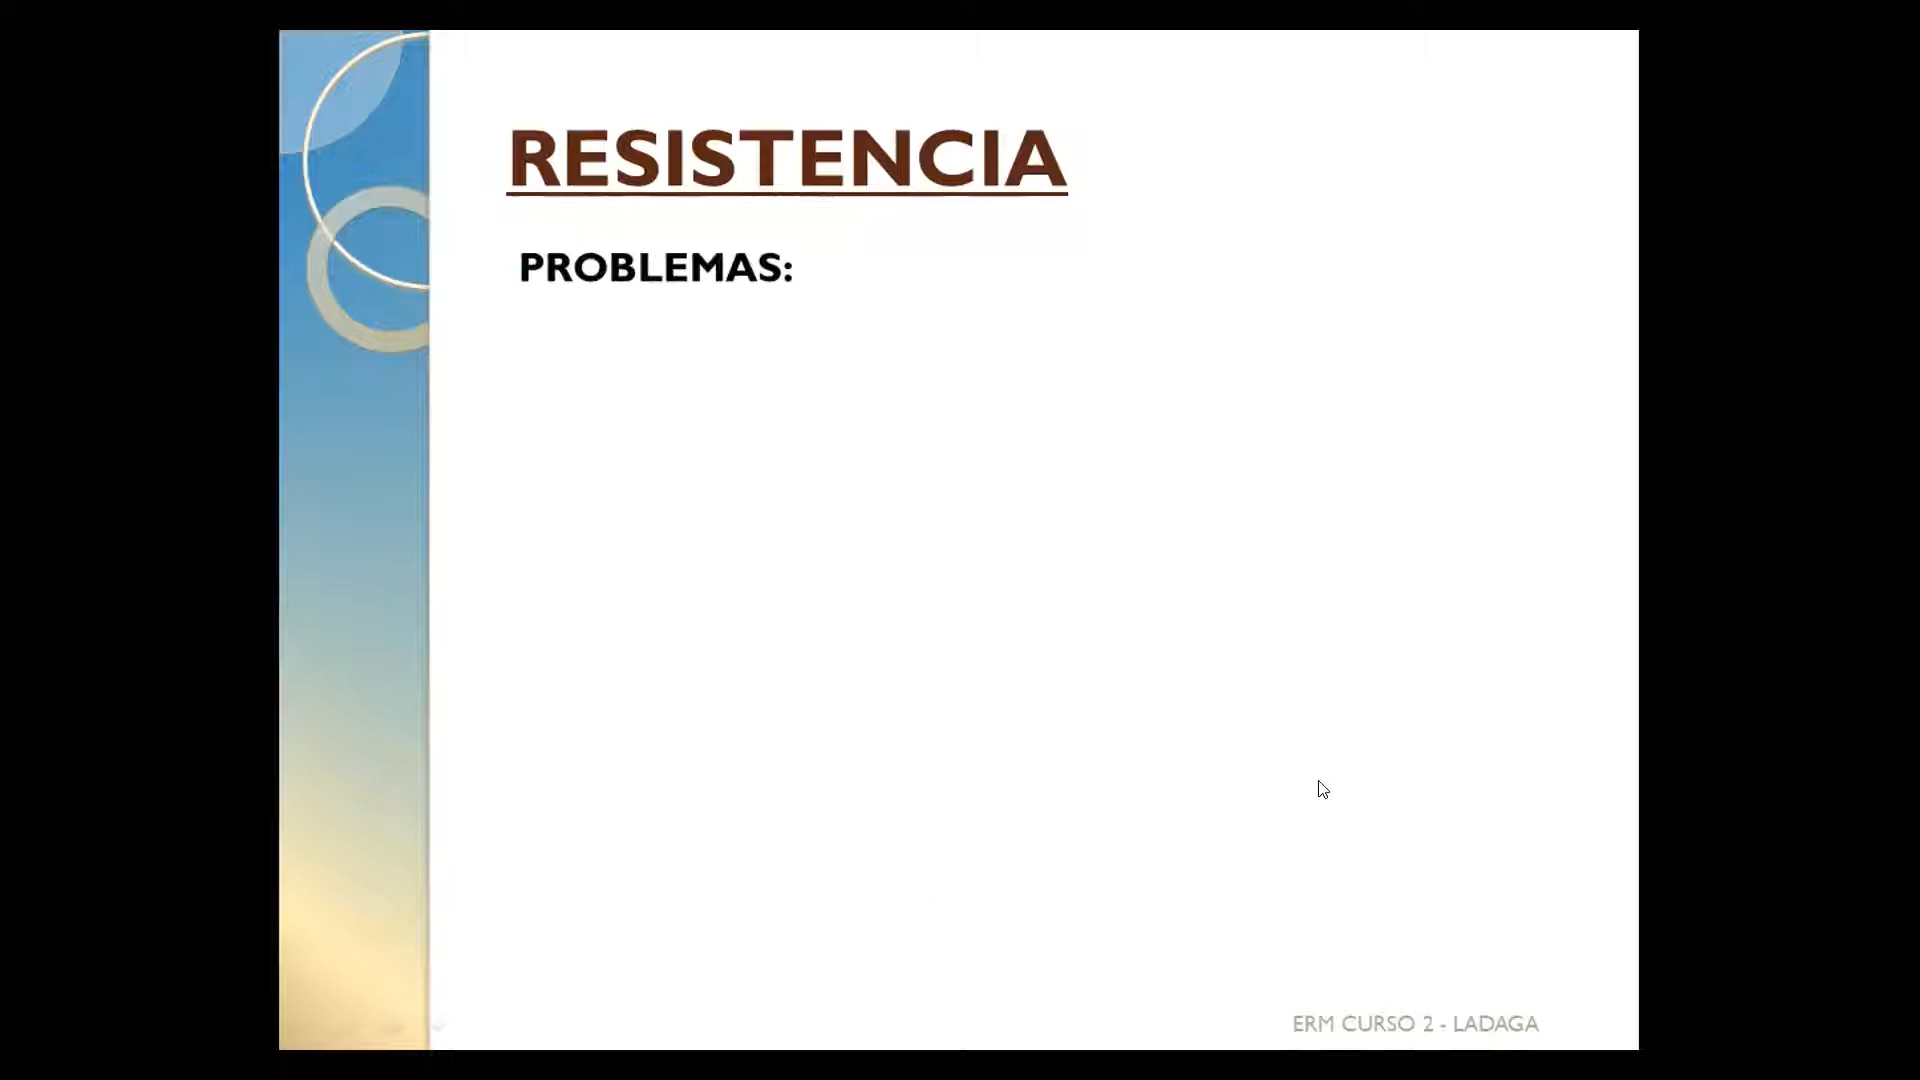 RESISTENCIA
PROBLEMAS:
ERM CURSO 2 - LADAGA